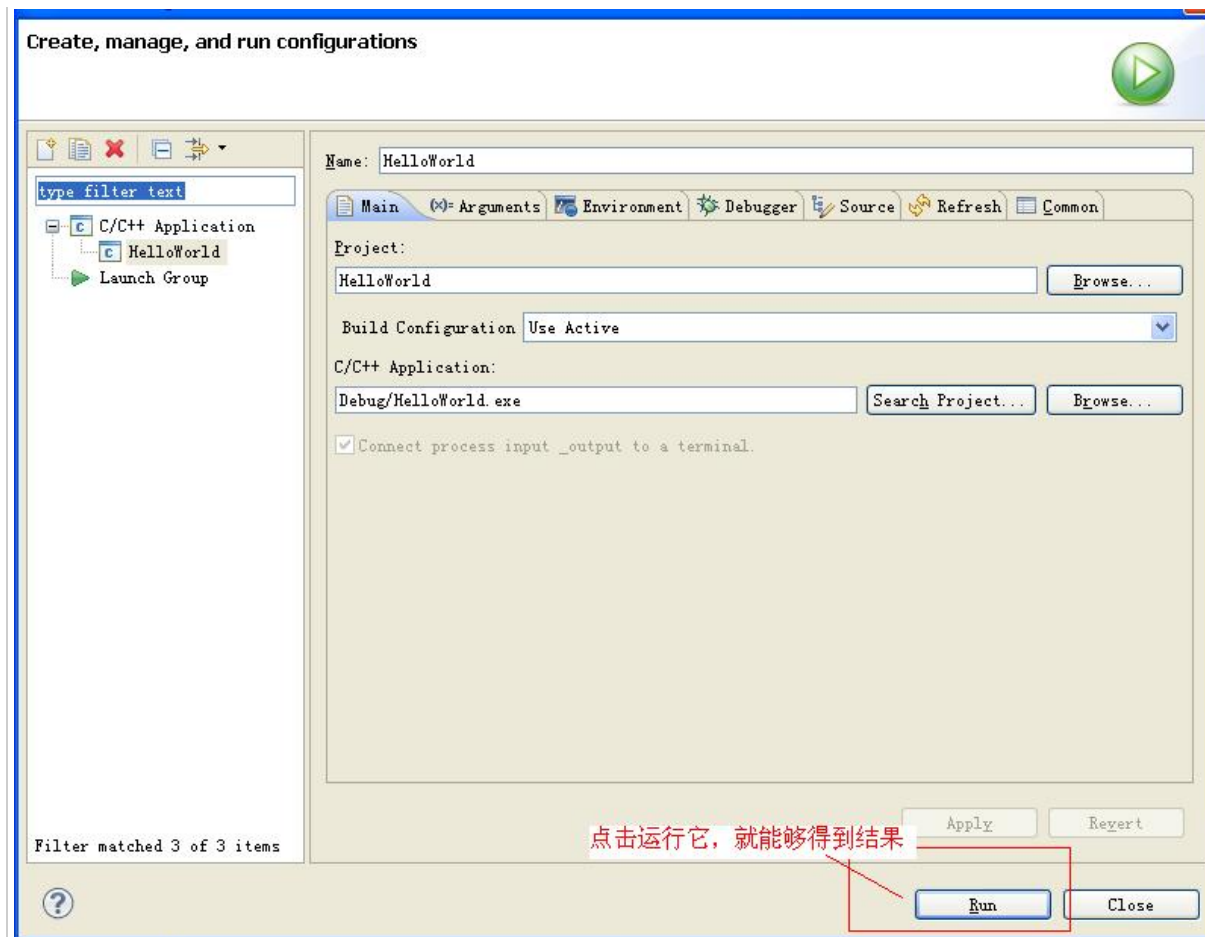 Create, manage, and run configurations
type filter text
C/C++ Application
HelloWorld
Launch Group
Filter matched 3 of 3 items
Name: HelloWorld
Main (x)= Arguments Environment Debugger Source Refresh Common
Project:
HelloWorld Browse...
Build Configuration Use Active
C/C++ Application:
Debug/HelloWorld.exe Search Project... Browse...
Connect process input _output to a terminal.
Apply Revert
点击运行它，就能够得到结果
Run Close